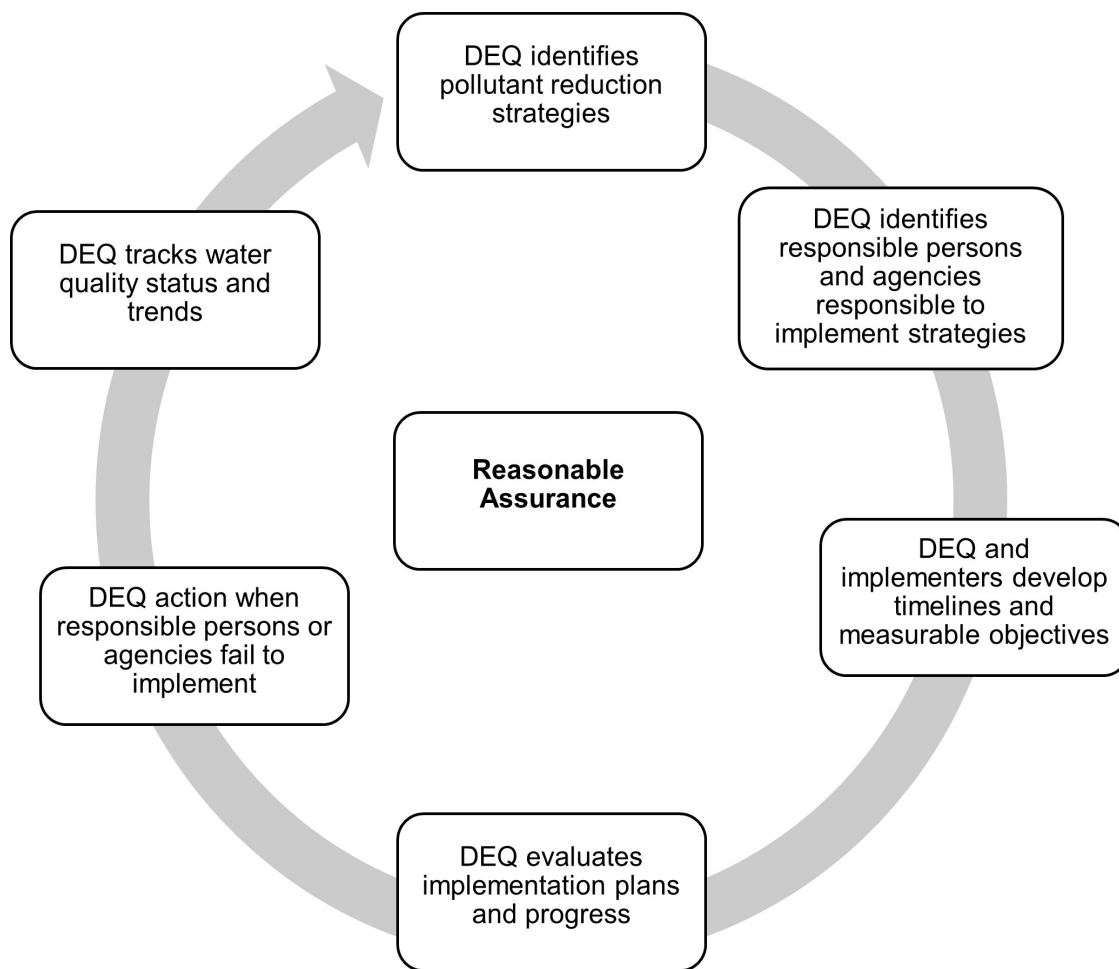 DEQ identifies
pollutant reduction
strategies
DEQ identifies
responsible persons
and agencies
responsible to
implement strategies
DEQ and
implementers develop
timelines and
measurable objectives
DEQ evaluates
implementation plans
and progress
DEQ action when
responsible persons or
agencies fail to
implement
DEQ tracks water
quality status and
trends
Reasonable
Assurance